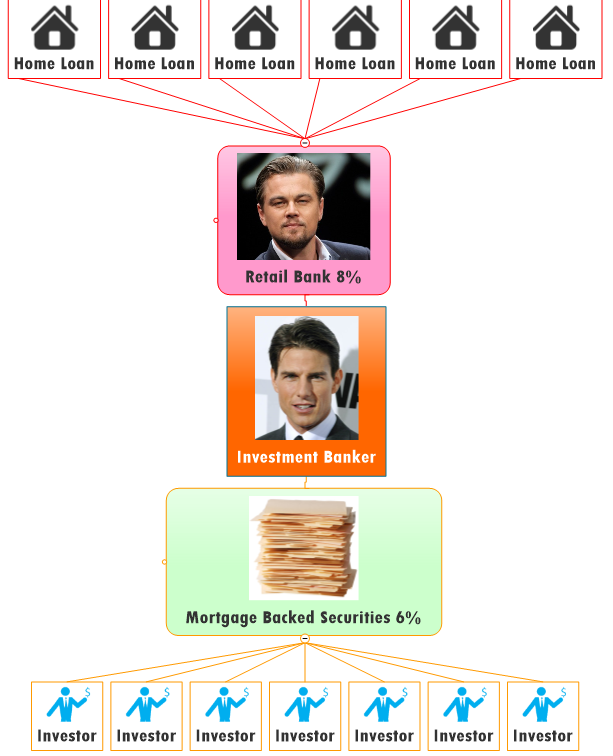 Home Loan Home Loan Home Loan Home Loan Home Loan Home Loan
Retail Bank 8%
Investment Banker
Mortgage Backed Securities 6%
$ $ $ $ $ $ $
Investor Investor Investor Investor Investor Investor Investor